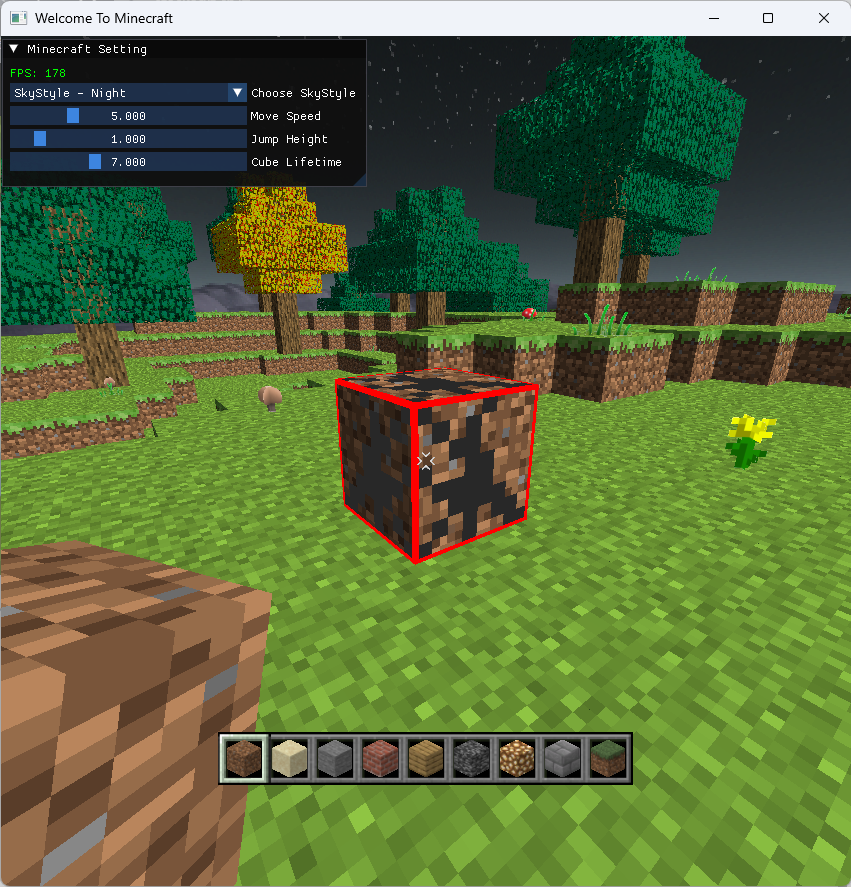 Welcome To Minecraft
Minecraft Setting
FPS: 178
SkyStyle - Night Choose SkyStyle
5.000 Move Speed
1.000 Jump Height
7.000 Cube Lifetime